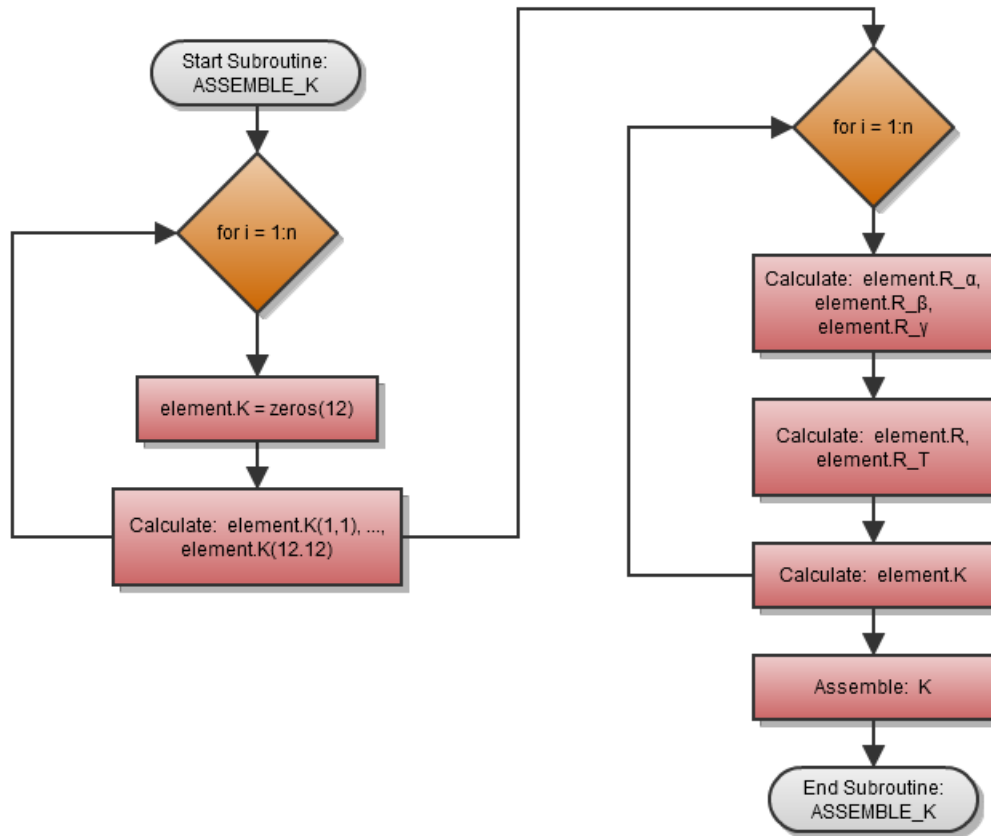 Start Subroutine:
ASSEMBLE_K
for i = 1:n
element.K = zeros(12)
Calculate:  element.K(1,1), ...,
element.K(12.12)
for i = 1:n
Calculate:  element.R_α,
element.R_β,
element.R_γ
Calculate:  element.R,
element.R_T
Calculate:  element.K
Assemble:  K
End Subroutine:
ASSEMBLE_K